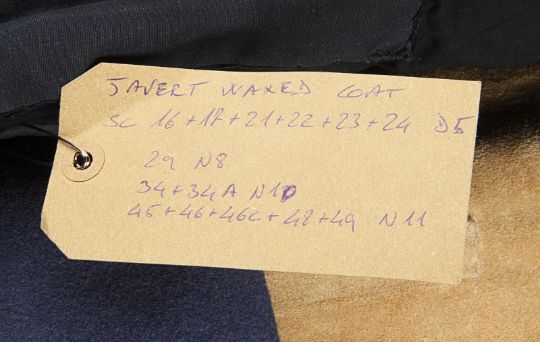 JAVERT WAXED COAT
SC 16+17+21+22+23+24 D5
29 N8
34+34A N10
45+46+46C+48+49 N11